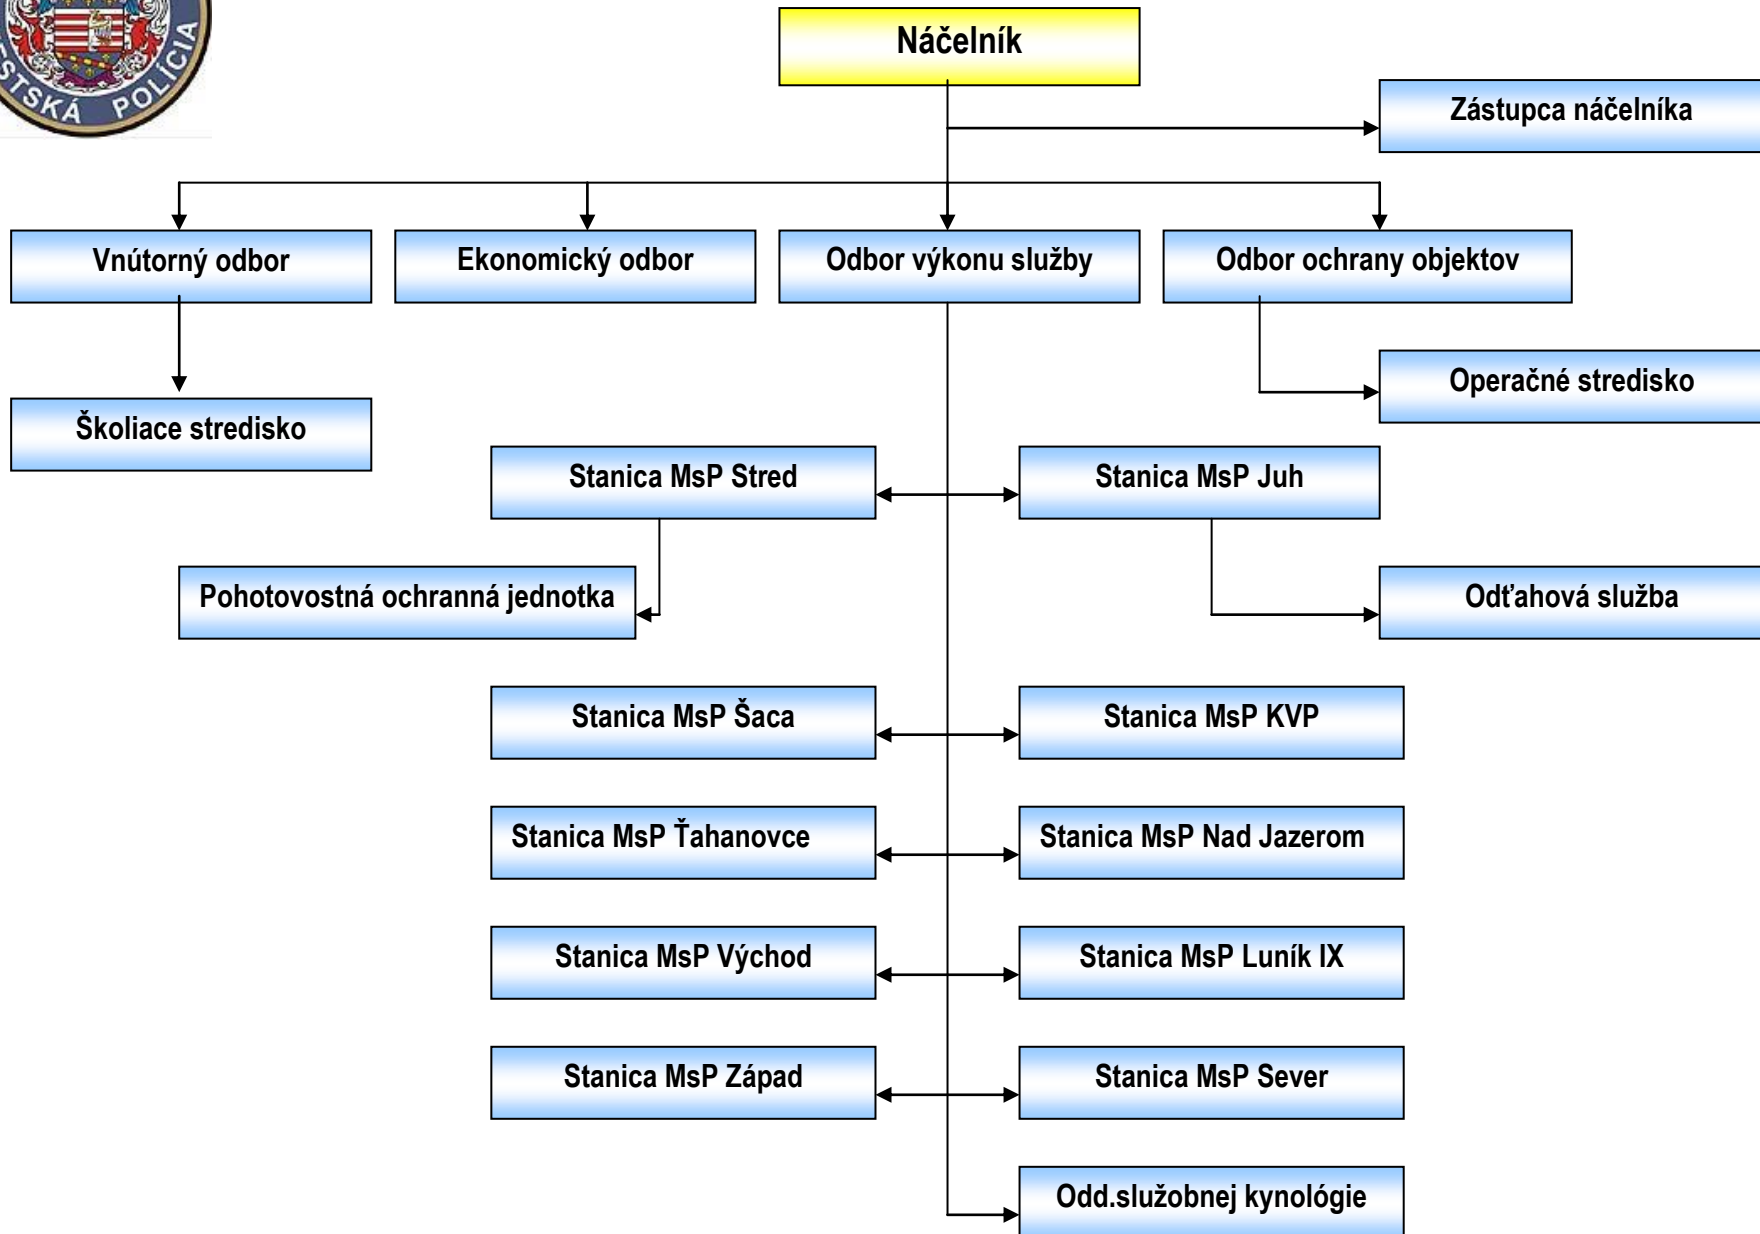 POLÍCIA
Náčelník
Zástupca náčelníka
Vnútorný odbor
Ekonomický odbor
Odbor výkonu služby
Odbor ochrany objektov
Operačné stredisko
Školiace stredisko
Stanica MsP Stred
Stanica MsP Juh
Pohotovostná ochranná jednotka
Odťahová služba
Stanica MsP Šaca
Stanica MsP KVP
Stanica MsP Ťahanovce
Stanica MsP Nad Jazerom
Stanica MsP Východ
Stanica MsP Luník IX
Stanica MsP Západ
Stanica MsP Sever
Odd.služobnej kynológie